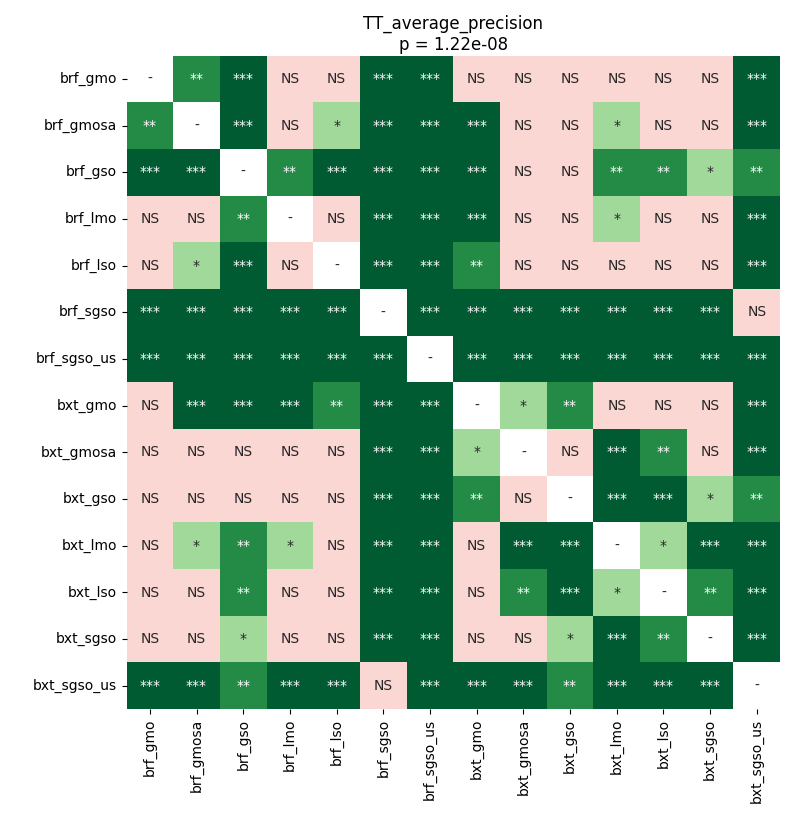 TT_average_precision
p = 1.22e-08
brf_gmo - ** *** NS NS *** *** NS NS NS NS NS NS ***
brf_gmosa ** - *** NS * *** *** *** NS NS * NS NS ***
brf_gso *** *** - ** *** *** *** *** NS NS ** ** * **
brf_lmo NS NS ** - NS *** *** *** NS NS * NS NS ***
brf_lso NS * *** NS - *** *** ** NS NS NS NS NS ***
brf_sgso *** *** *** *** *** - *** *** *** *** *** *** *** NS
brf_sgso_us *** *** *** *** *** *** - *** *** *** *** *** *** ***
bxt_gmo NS *** *** *** ** *** *** - * ** NS NS NS ***
bxt_gmosa NS NS NS NS NS *** *** * - NS *** ** NS ***
bxt_gso NS NS NS NS NS *** *** ** NS - *** *** * **
bxt_lmo NS * ** * NS *** *** NS *** *** - * *** ***
bxt_lso NS NS ** NS NS *** *** NS ** *** * - ** ***
bxt_sgso NS NS * NS NS *** *** NS NS * *** ** - ***
bxt_sgso_us *** *** ** *** *** NS *** *** *** ** *** *** *** -
brf_gmo brf_gmosa brf_gso brf_lmo brf_lso brf_sgso brf_sgso_us bxt_gmo bxt_gmosa bxt_gso bxt_lmo bxt_lso bxt_sgso bxt_sgso_us